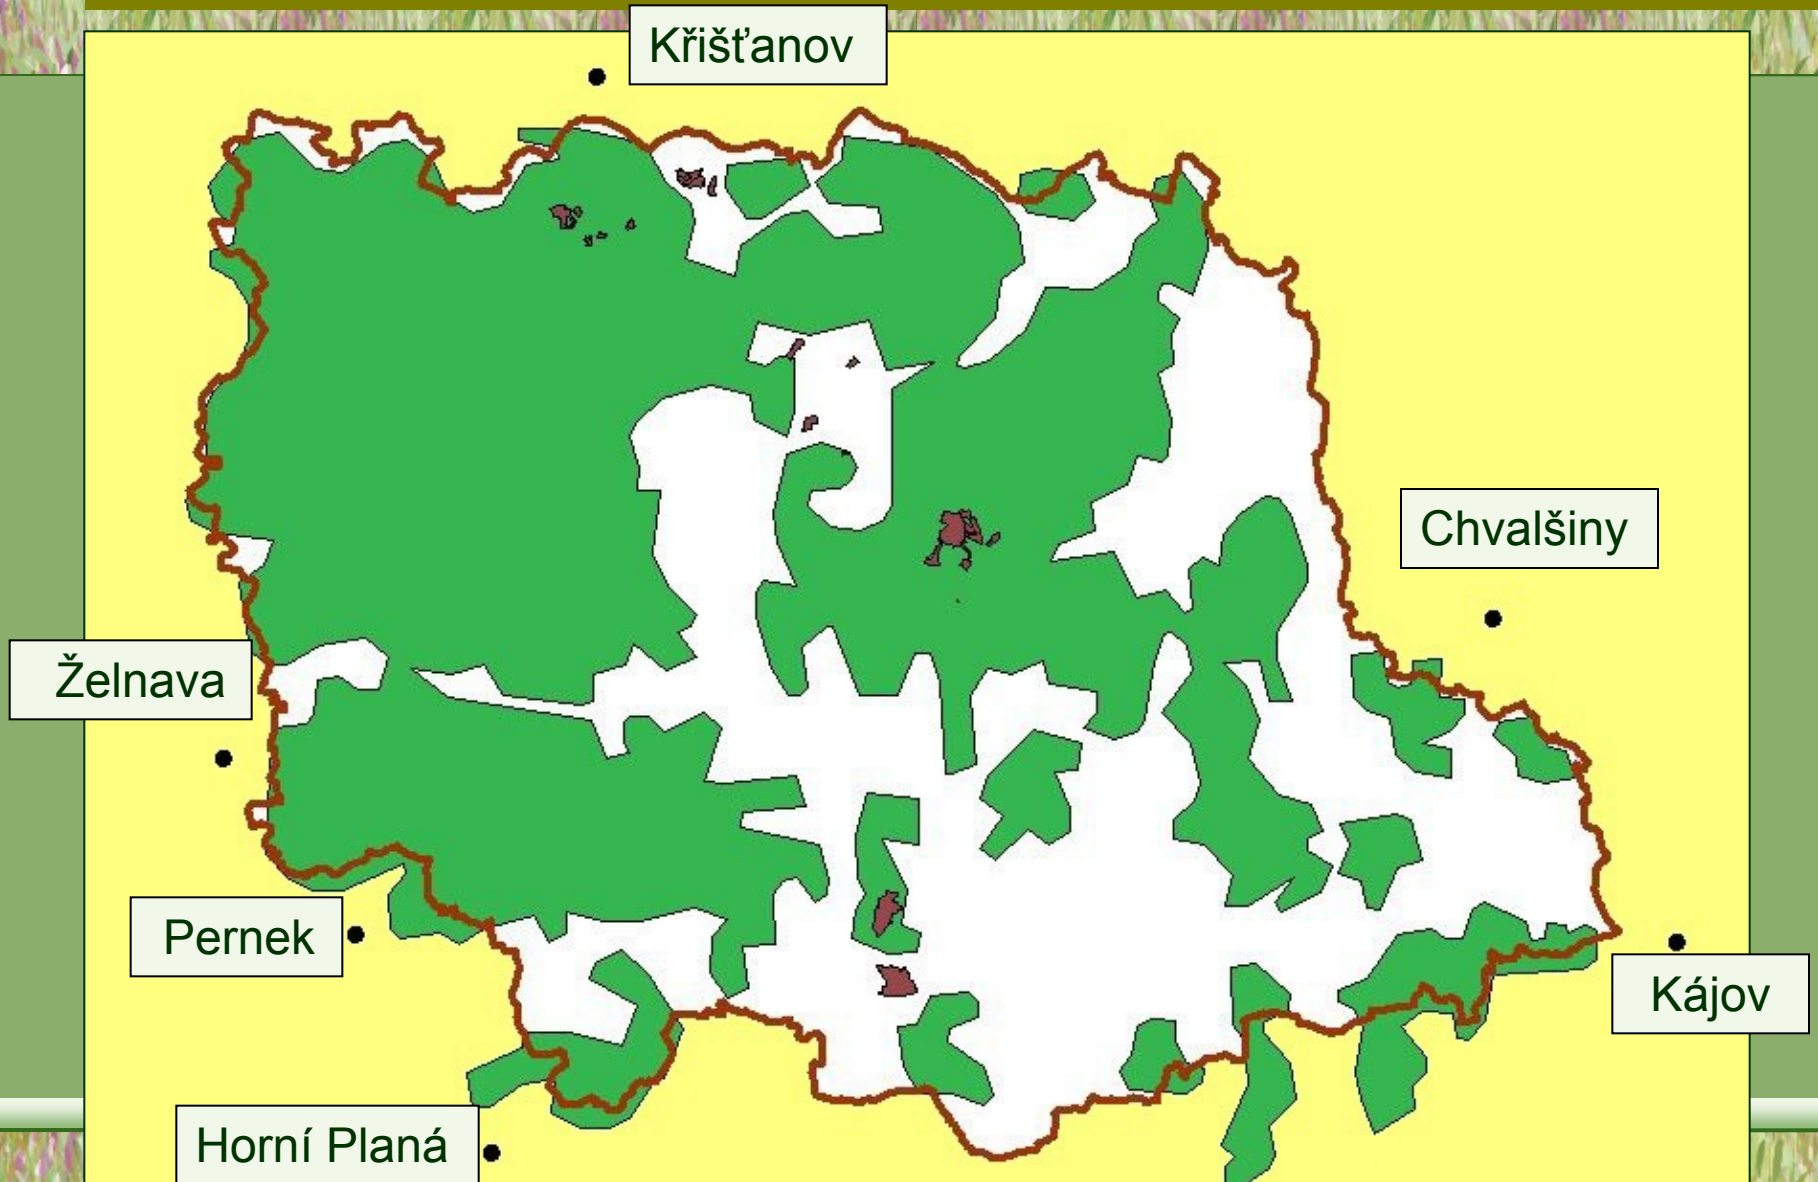 Křišťanov
Chvalšiny
Želnava
Pernek
Kájov
Horní Planá